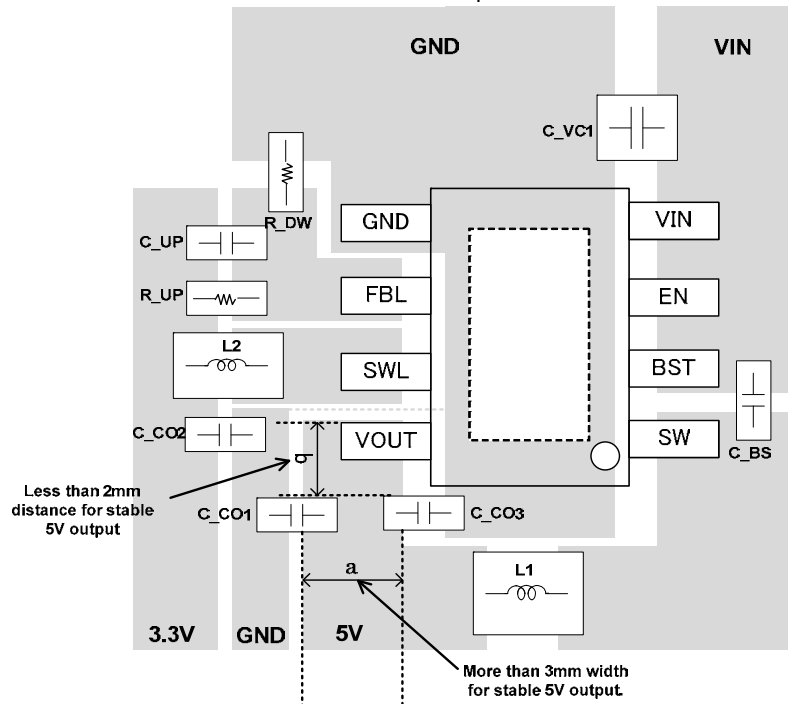 GND
VIN
C_VC1
R_DW
C_UP
GND
VIN
R_UP
FBL
EN
L2
SWL
BST
C_CO2
VOUT
SW
C_BS
b
Less than 2mm
distance for stable
5V output
C_CO1
C_CO3
a
L1
3.3V
GND
5V
More than 3mm width
for stable 5V output.